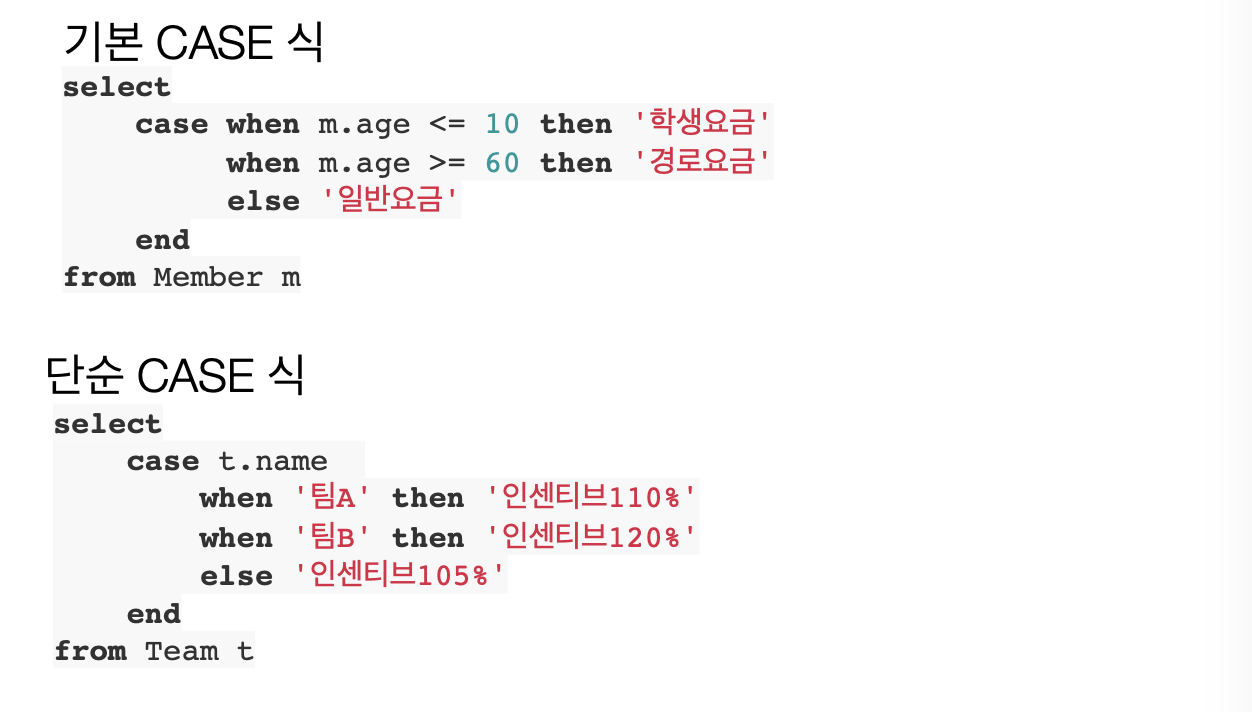 기본 CASE 식
select
    case when m.age <= 10 then '학생요금'
         when m.age >= 60 then '경로요금'
         else '일반요금'
    end
from Member m
단순 CASE 식
select
    case t.name
        when '팀A' then '인센티브110%'
        when '팀B' then '인센티브120%'
        else '인센티브105%'
    end
from Team t